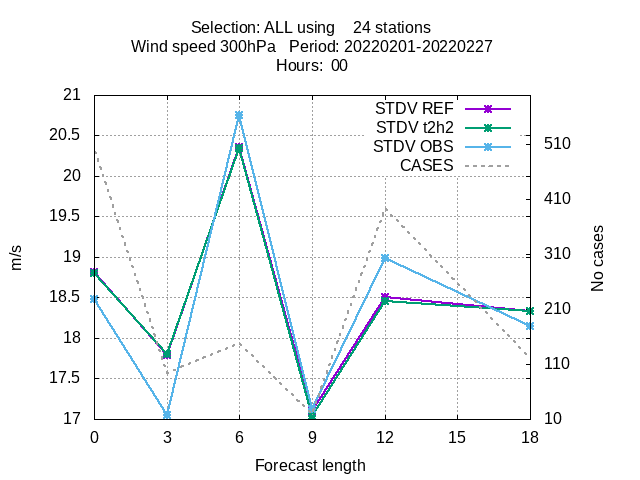 Selection: ALL using    24 stations
Wind speed 300hPa   Period: 20220201-20220227
Hours:  00
STDV REF
STDV t2h2
STDV OBS
CASES
21
20.5
20
19.5
19
18.5
18
17.5
17
m/s
510
410
310
210
110
10
No cases
0 3 6 9 12 15 18
Forecast length